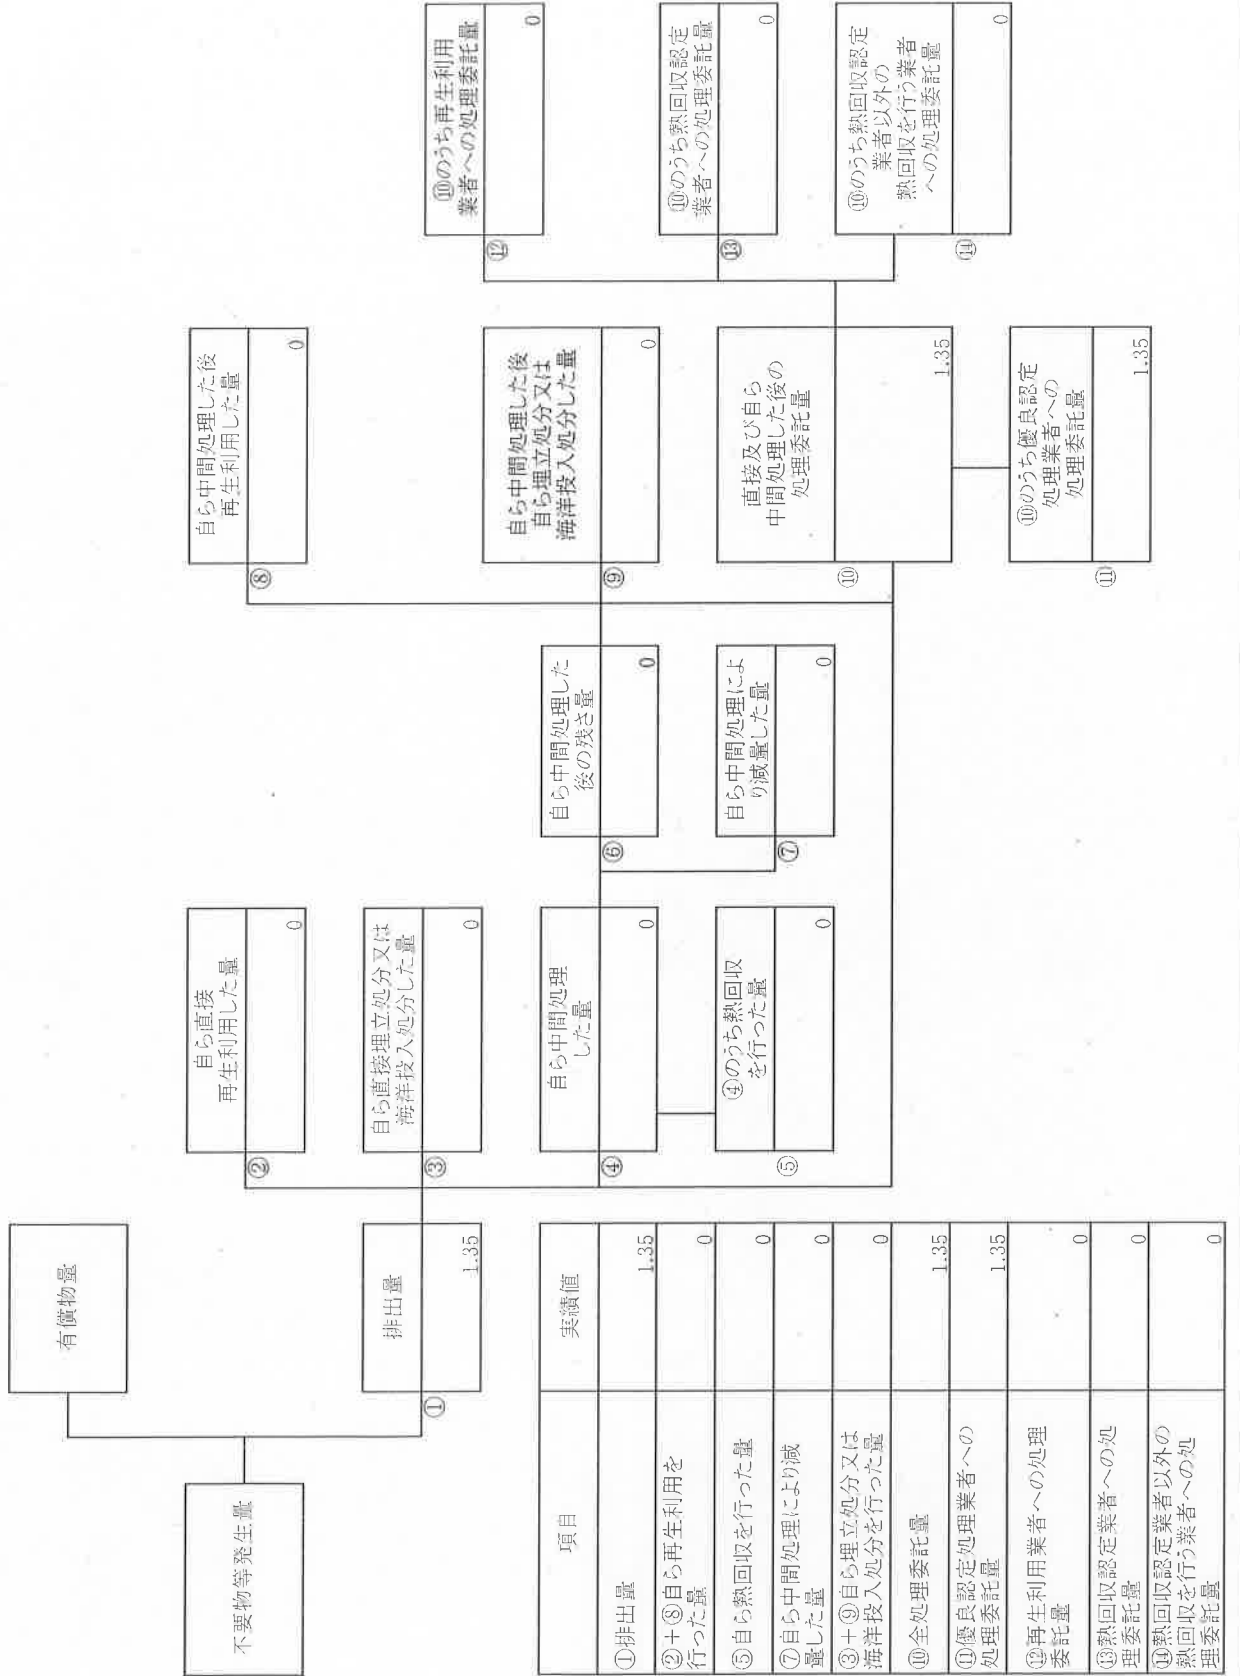 不要物等発生量
有償物量
排出量
①
1.35
自ら直接
再生利用した量
②
0
自ら直接埋立処分又は
海洋投入処分した量
③
0
自ら中間処理
した量
④
0
④のうち熱回収
を行った量
⑤
0
自ら中間処理した
後の残さ量
⑥
0
自ら中間処理によ
り減量した量
⑦
0
自ら中間処理した後
再生利用した量
⑧
0
自ら中間処理した後
自ら埋立処分又は
海洋投入処分した量
⑨
0
直接及び自ら
中間処理した後の
処理委託量
⑩
1.35
⑩のうち優良認定
処理業者への
処理委託量
⑪
1.35
⑩のうち再生利用
業者への処理委託量
⑫
0
⑩のうち熱回収認定
業者への処理委託量
⑬
0
⑩のうち熱回収認定
業者以外の
熱回収を行う業者
への処理委託量
⑭
0
項目 実績値
①排出量 1.35
②+⑧自ら再生利用を
行った量 0
⑤自ら熱回収を行った量 0
⑦自ら中間処理により減
量した量 0
③+⑨自ら埋立処分又は
海洋投入処分を行った量 0
⑩全処理委託量 1.35
⑪優良認定処理業者への
処理委託量 1.35
⑫再生利用業者への処理
委託量 0
⑬熱回収認定業者への処
理委託量 0
⑭熱回収認定業者以外の
熱回収を行う業者への処
理委託量 0